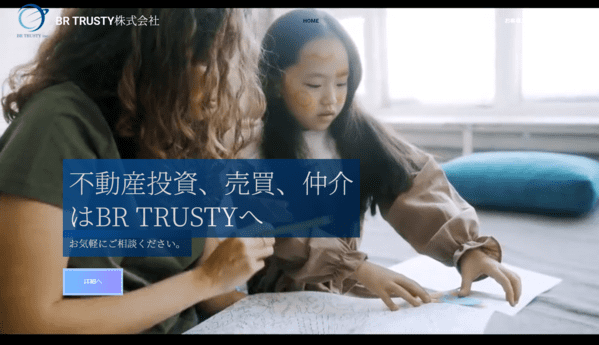 BR TRUSTY株式会社
HOME
BR TRUSTY
不動産投資、売買、仲介
はBR TRUSTYへ
お気軽にご相談ください。
詳細へ